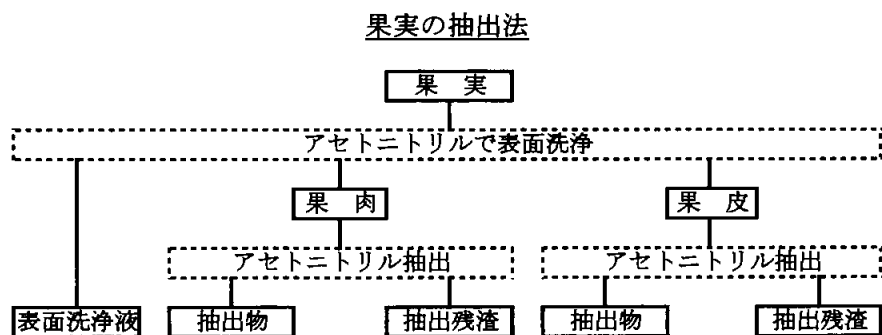 果実の抽出法
果 実
アセトニトリルで表面洗浄
果 肉
果 皮
アセトニトリル抽出
アセトニトリル抽出
表面洗浄液
抽出物
抽出残渣
抽出物
抽出残渣